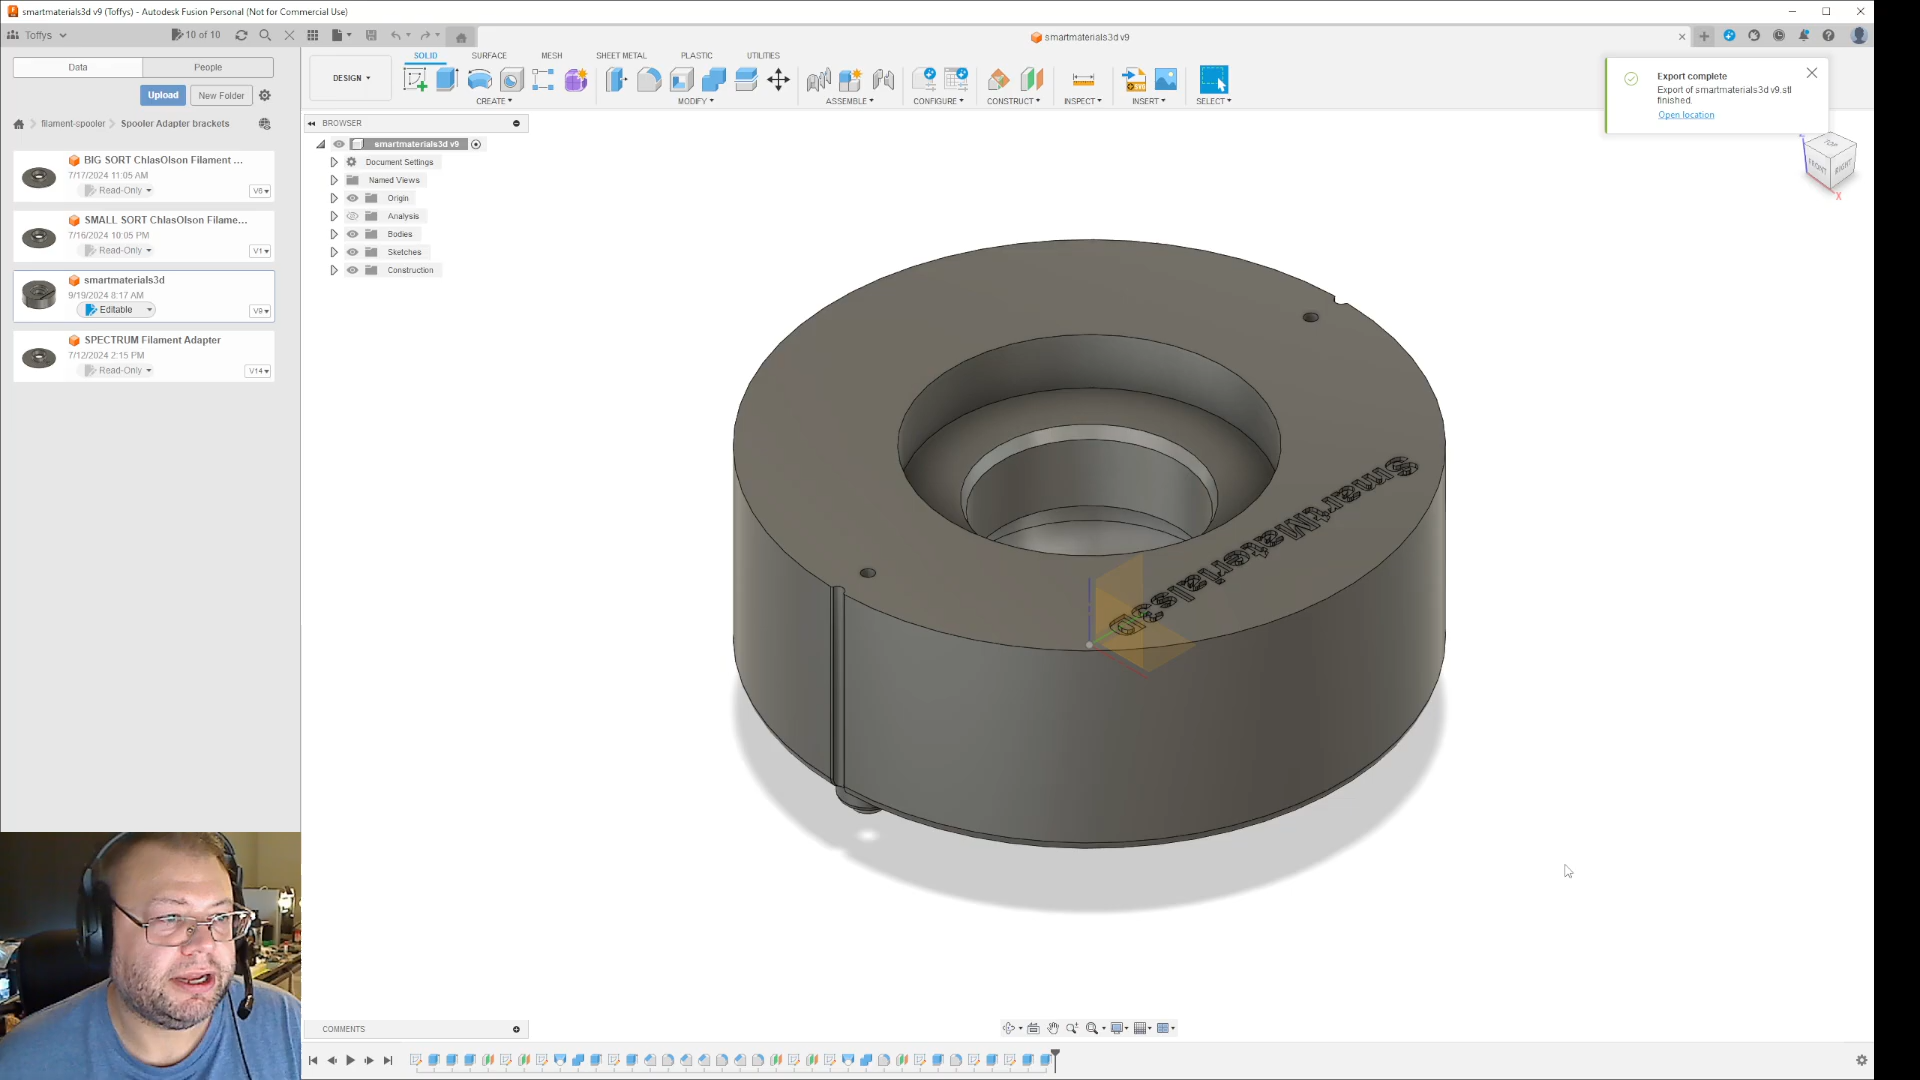 smartmaterials3d v9 (Toffys) - Autodesk Fusion Personal (Not for Commercial Use)
Toffys
10 of 10
smartmaterials3d v9
Data
People
Upload
New Folder
filament-spooler
Spooler Adapter brackets
BIG SORT ChlasOlson Filament ...
7/17/2024 11:05 AM
Read-Only
V6
SMALL SORT ChlasOlson Filame...
7/16/2024 10:05 PM
Read-Only
V1
smartmaterials3d
9/19/2024 8:17 AM
Editable
V9
SPECTRUM Filament Adapter
7/12/2024 2:15 PM
Read-Only
V14
DESIGN
SOLID
SURFACE
MESH
SHEET METAL
PLASTIC
UTILITIES
CREATE
MODIFY
ASSEMBLE
CONFIGURE
CONSTRUCT
INSPECT
INSERT
SELECT
BROWSER
smartmaterials3d v9
Document Settings
Named Views
Origin
Analysis
Bodies
Sketches
Construction
Export complete
Export of smartmaterials3d v9.stl
finished.
Open location
TOP
FRONT
RIGHT
X
SmartMaterials3D
COMMENTS